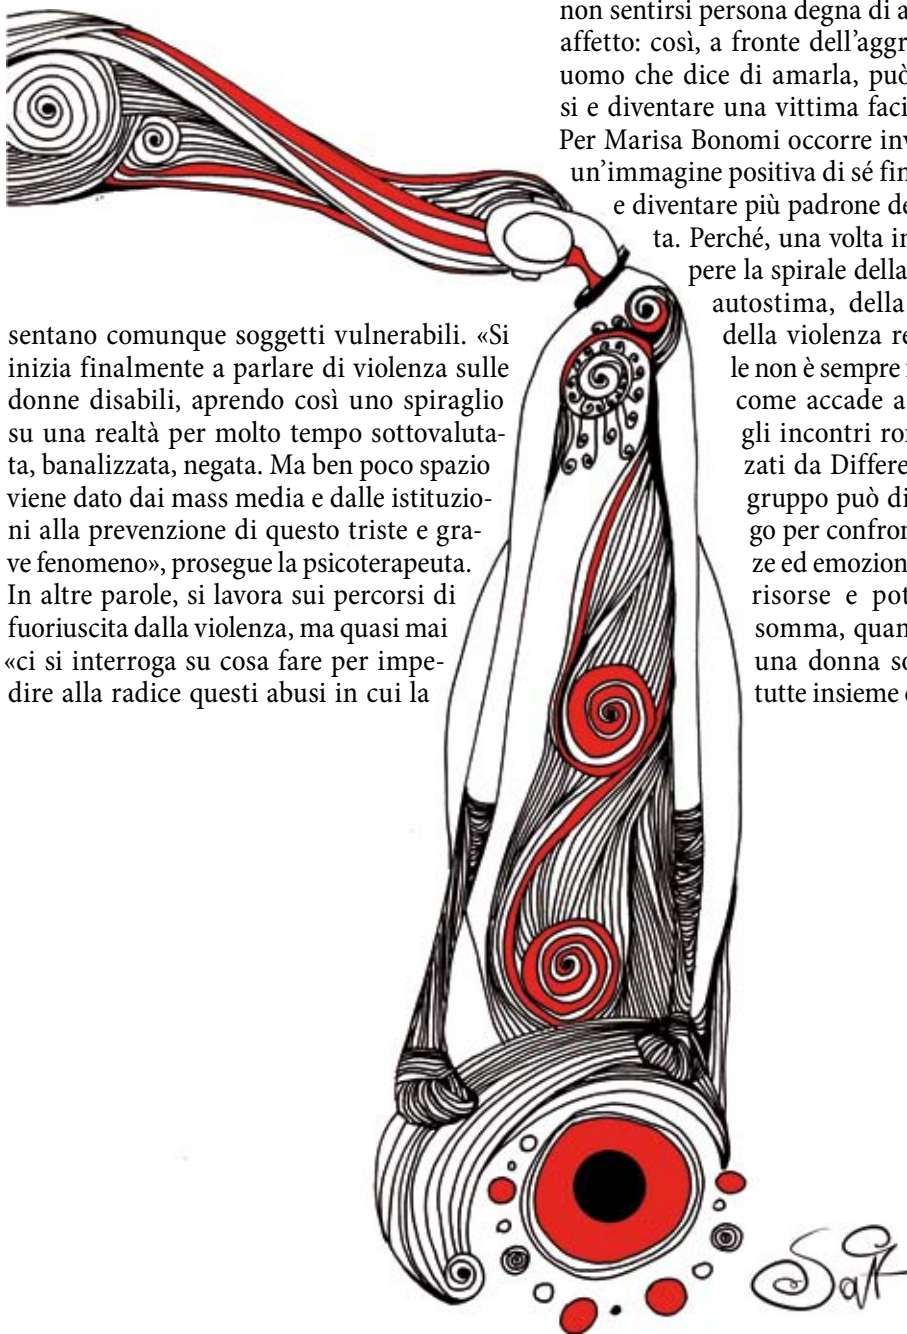 sentano comunque soggetti vulnerabili. «Si
inizia finalmente a parlare di violenza sulle
donne disabili, aprendo così uno spiraglio
su una realtà per molto tempo sottovaluta-
ta, banalizzata, negata. Ma ben poco spazio
viene dato dai mass media e dalle istituzio-
ni alla prevenzione di questo triste e gra-
ve fenomeno», prosegue la psicoterapeuta.
In altre parole, si lavora sui percorsi di
fuoriuscita dalla violenza, ma quasi mai
«ci si interroga su cosa fare per impe-
dire alla radice questi abusi in cui la
non sentirsi persona degna di a
affetto: così, a fronte dell'aggr
uomo che dice di amarla, può
si e diventare una vittima faci
Per Marisa Bonomi occorre inv
un'immagine positiva di sé fin
e diventare più padrone de
ta. Perché, una volta in
pere la spirale della
autostima, della
della violenza re
le non è sempre
come accade a
gli incontri ro
zati da Differe
gruppo può di
go per confron
ze ed emozion
risorse e pot
somma, quan
una donna so
tutte insieme